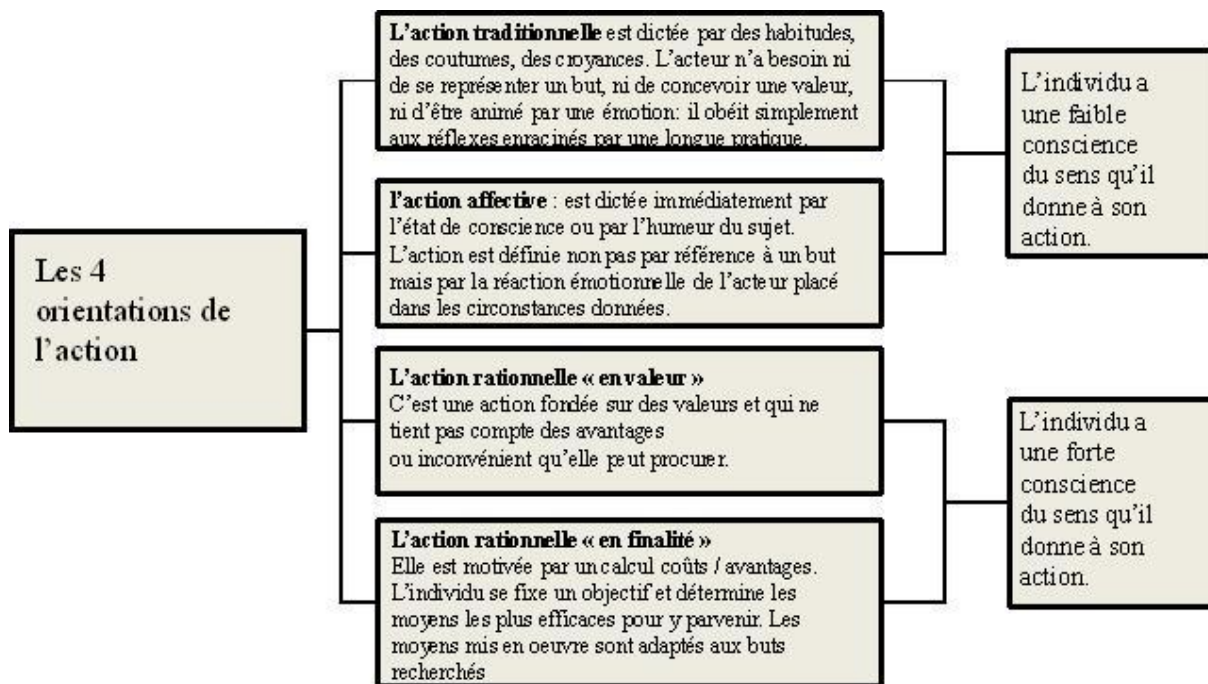 Les 4
orientations de
l'action
L'action traditionnelle est dictée par des habitudes,
des coutumes, des croyances. L'acteur n'a besoin ni
de se représenter un but, ni de concevoir une valeur,
ni d'être animé par une émotion: il obéit simplement
aux réflexes enracinés par une longue pratique.
l'action affective : est dictée immédiatement par
l'état de conscience ou par l'humeur du sujet.
L'action est définie non pas par référence à un but
mais par la réaction émotionnelle de l'acteur placé
dans les circonstances données.
L'individu a
une faible
conscience
du sens qu'il
donne à son
action.
L'action rationnelle « en valeur »
C'est une action fondée sur des valeurs et qui ne
tient pas compte des avantages
ou inconvénient qu'elle peut procurer.
L'action rationnelle « en finalité »
Elle est motivée par un calcul coûts / avantages.
L'individu se fixe un objectif et détermine les
moyens les plus efficaces pour y parvenir. Les
moyens mis en oeuvre sont adaptés aux buts
recherchés
L'individu a
une forte
conscience
du sens qu'il
donne à son
action.